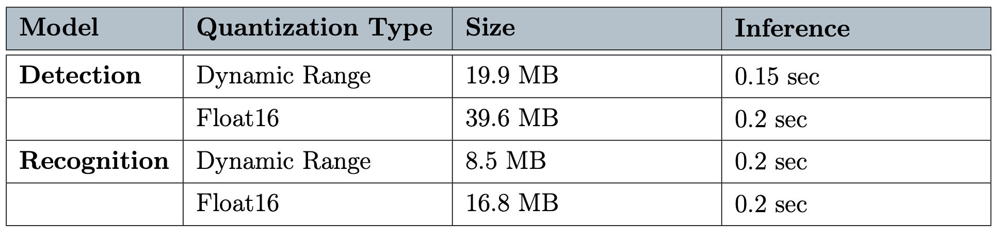 Model Quantization Type Size Inference
Detection Dynamic Range 19.9 MB 0.15 sec
Float16 39.6 MB 0.2 sec
Recognition Dynamic Range 8.5 MB 0.2 sec
Float16 16.8 MB 0.2 sec